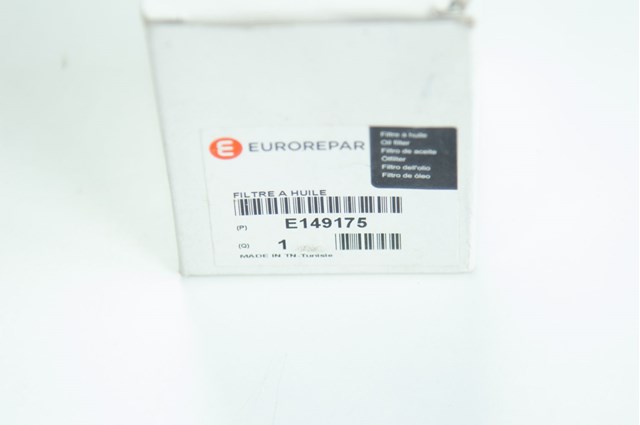 EUROREPAR
Filtre à huile
Oil filter
Filtro de aceite
Ölfilter
Filtro dell'olio
Filtro de óleo
FILTRE A HUILE
(P) E149175
(Q) 1
MADE IN TN-Tunisie